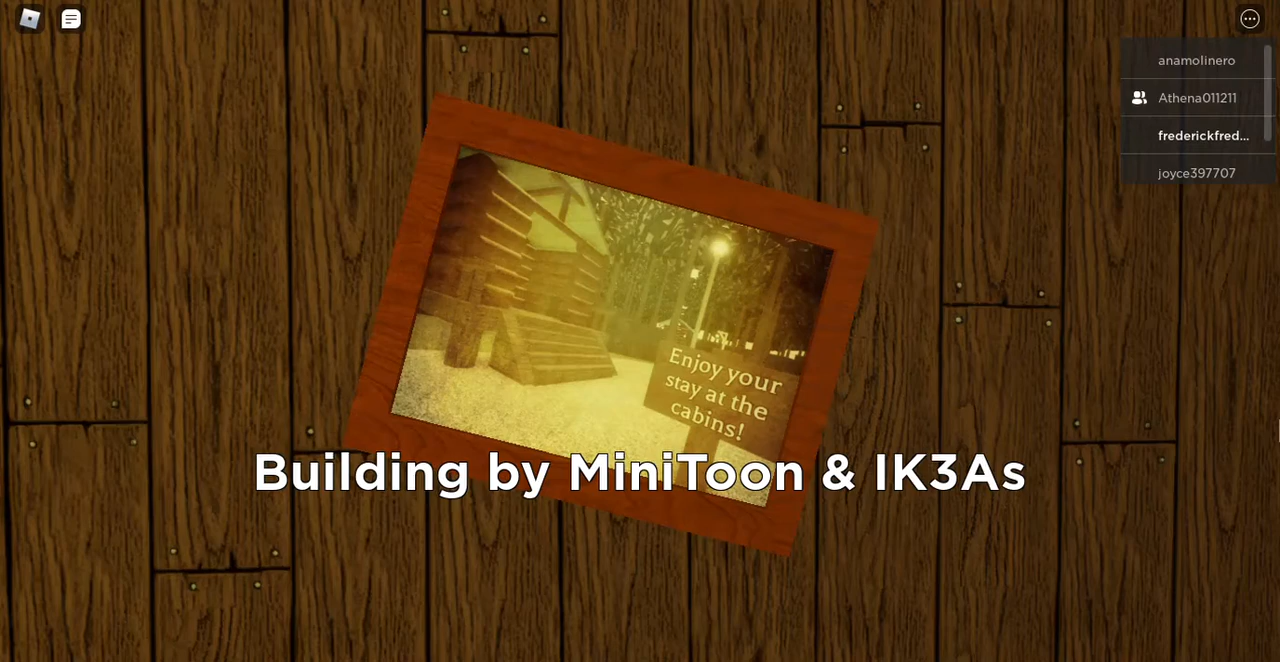 anamolinero
Athena011211
frederickfred...
joyce397707
Enjoy your
stay at the
cabins!
Building by MiniToon & IK3As